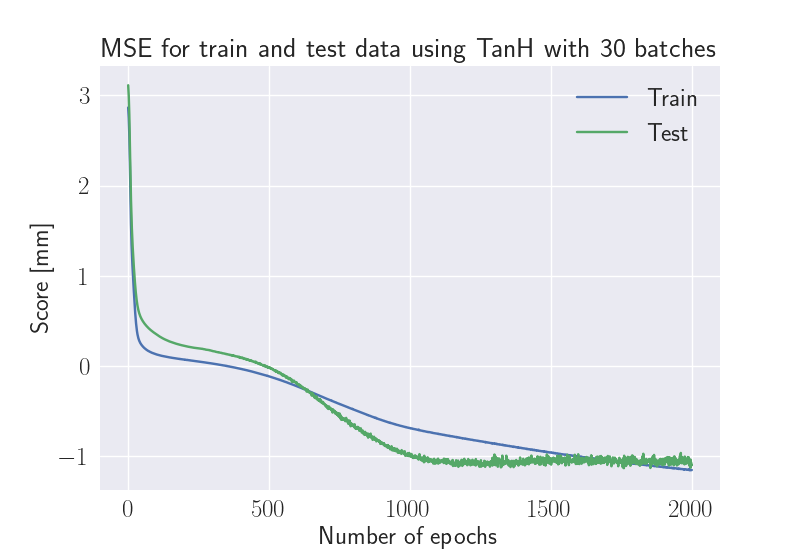 MSE for train and test data using TanH with 30 batches
Train
Test
3
2
1
0
−1
Score [mm]
0 500 1000 1500 2000
Number of epochs